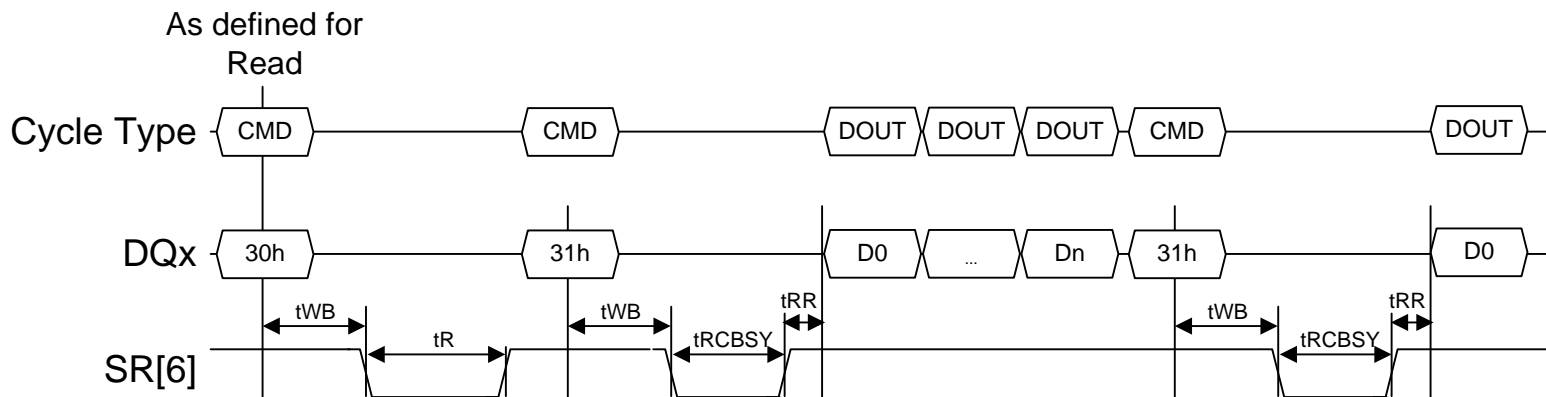 As defined for
Read
Cycle Type CMD CMD DOUT DOUT DOUT CMD DOUT
DQx 30h 31h D0 ... Dn 31h D0
tWB tWB tRR tWB tRR
tR tRCBSY tRCBSY
SR[6]